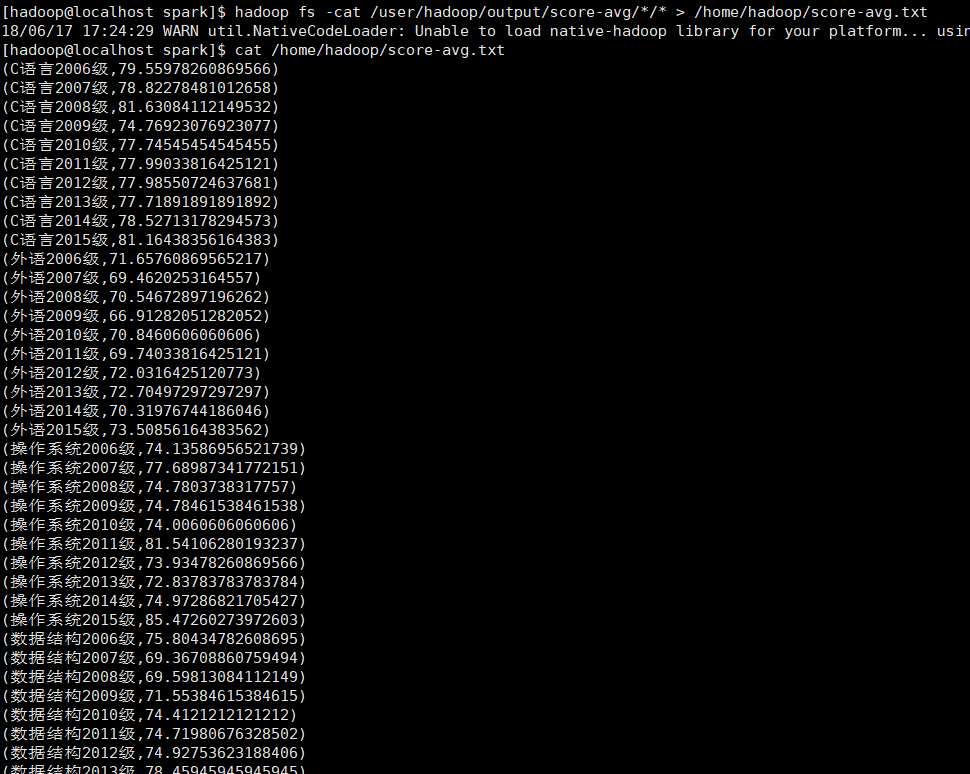 [hadoop@localhost spark]$ hadoop fs -cat /user/hadoop/output/score-avg/*/* > /home/hadoop/score-avg.txt
18/06/17 17:24:29 WARN util.NativeCodeLoader: Unable to load native-hadoop library for your platform... usin
[hadoop@localhost spark]$ cat /home/hadoop/score-avg.txt
(C语言2006级,79.55978260869566)
(C语言2007级,78.82278481012658)
(C语言2008级,81.63084112149532)
(C语言2009级,74.76923076923077)
(C语言2010级,77.74545454545455)
(C语言2011级,77.99033816425121)
(C语言2012级,77.98550724637681)
(C语言2013级,77.71891891891892)
(C语言2014级,78.52713178294573)
(C语言2015级,81.16438356164383)
(外语2006级,71.65760869565217)
(外语2007级,69.4620253164557)
(外语2008级,70.54672897196262)
(外语2009级,66.91282051282052)
(外语2010级,70.8460606060606)
(外语2011级,69.74033816425121)
(外语2012级,72.0316425120773)
(外语2013级,72.70497297297297)
(外语2014级,70.31976744186046)
(外语2015级,73.50856164383562)
(操作系统2006级,74.13586956521739)
(操作系统2007级,77.68987341772151)
(操作系统2008级,74.7803738317757)
(操作系统2009级,74.78461538461538)
(操作系统2010级,74.0060606060606)
(操作系统2011级,81.54106280193237)
(操作系统2012级,73.93478260869566)
(操作系统2013级,72.83783783783784)
(操作系统2014级,74.97286821705427)
(操作系统2015级,85.47260273972603)
(数据结构2006级,75.80434782608695)
(数据结构2007级,69.36708860759494)
(数据结构2008级,69.59813084112149)
(数据结构2009级,71.55384615384615)
(数据结构2010级,74.4121212121212)
(数据结构2011级,74.71980676328502)
(数据结构2012级,74.92753623188406)
(数据结构2013级,78.45945945945945)